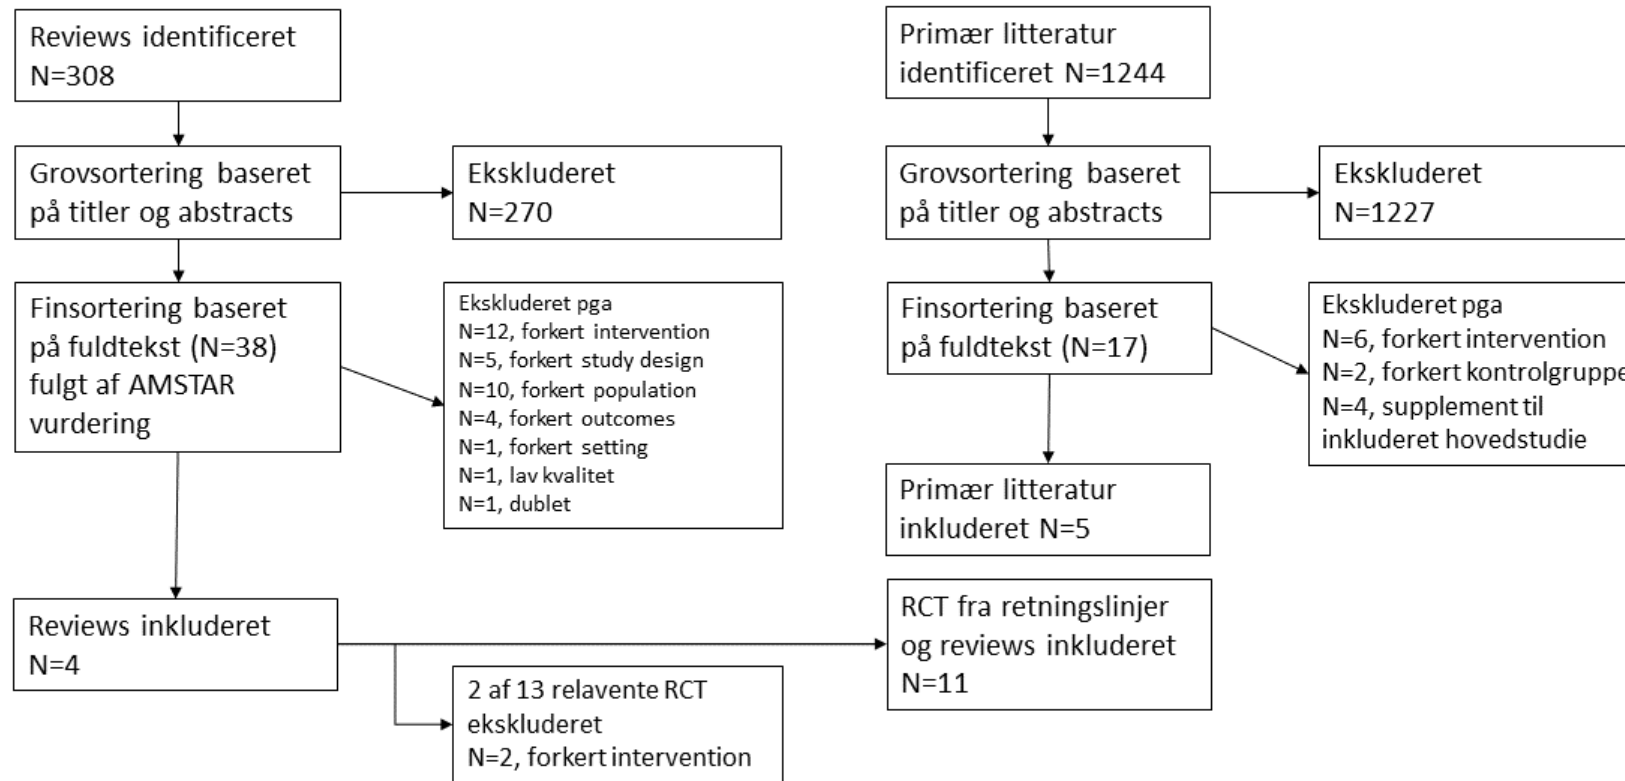 Reviews identificeret
N=308
Grovsortering baseret
på titler og abstracts
Ekskluderet
N=270
Finsortering baseret
på fuldtekst (N=38)
fulgt af AMSTAR
vurdering
Ekskluderet pga
N=12, forkert intervention
N=5, forkert study design
N=10, forkert population
N=4, forkert outcomes
N=1, forkert setting
N=1, lav kvalitet
N=1, dublet
Reviews inkluderet
N=4
2 af 13 relavente RCT
ekskluderet
N=2, forkert intervention
Primær litteratur
identificeret N=1244
Grovsortering baseret
på titler og abstracts
Ekskluderet
N=1227
Finsortering baseret
på fuldtekst (N=17)
Ekskluderet pga
N=6, forkert intervention
N=2, forkert kontrolgruppe
N=4, supplement til
inkluderet hovedstudie
Primær litteratur
inkluderet N=5
RCT fra retningslinjer
og reviews inkluderet
N=11